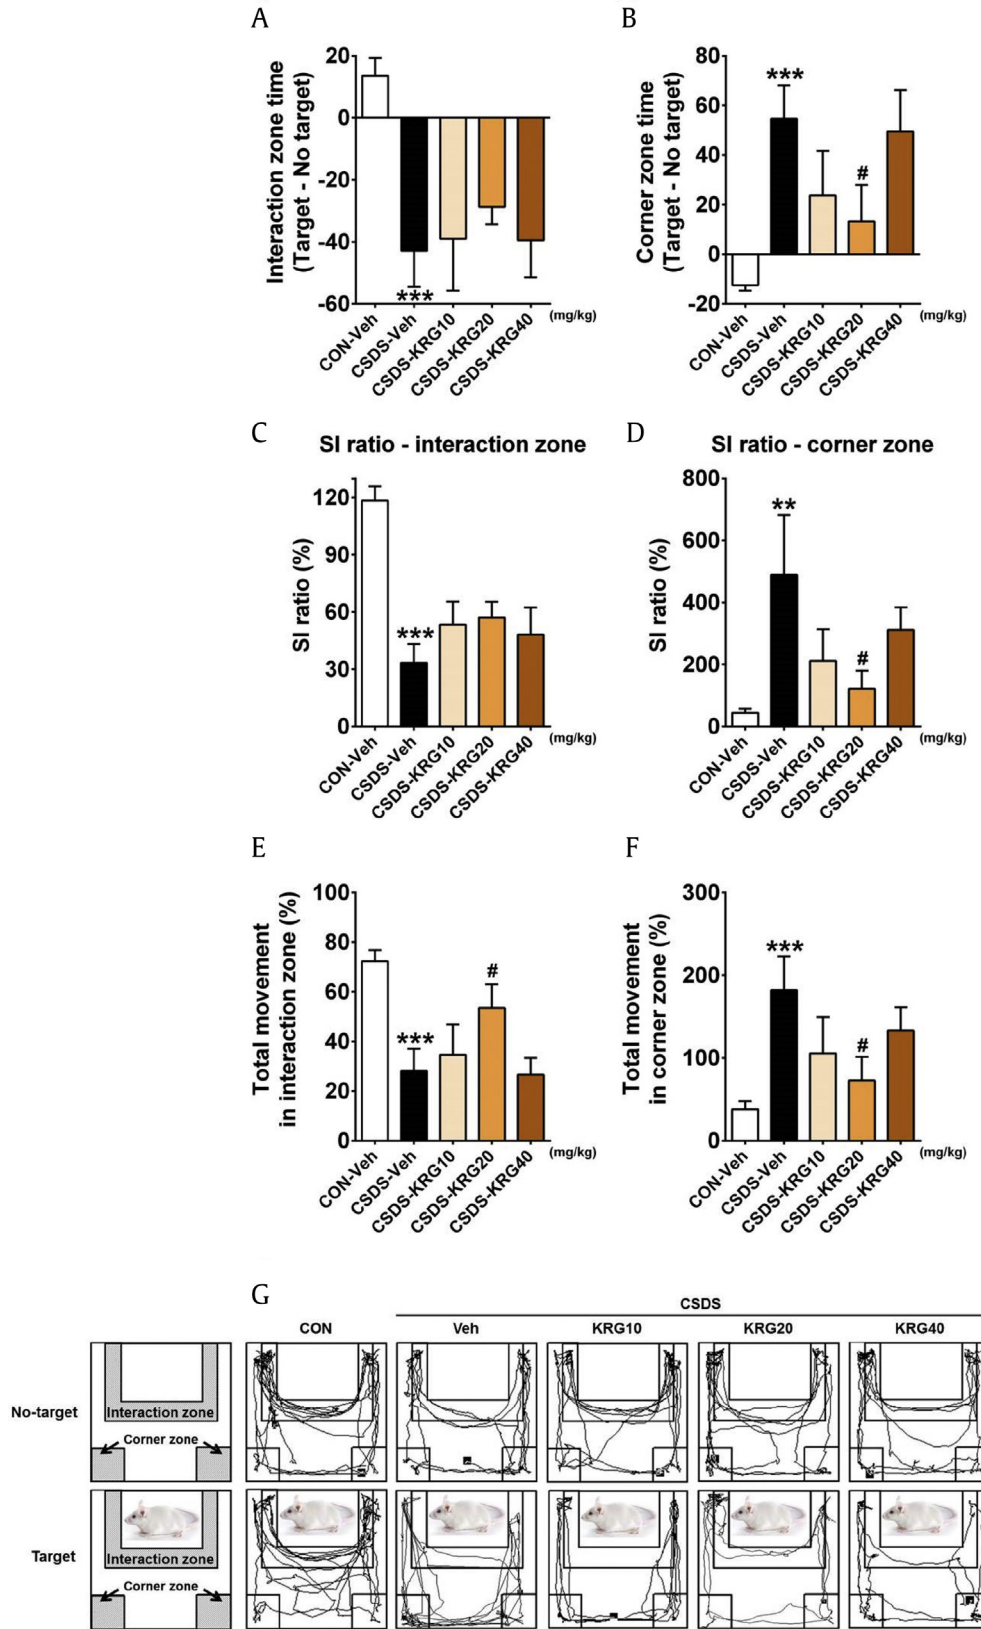 A
Interaction zone time
(Target - No target)
20
0
-20
-40
-60
***
(mg/kg)
CON-Veh
CSDS-Veh
CSDS-KRG10
CSDS-KRG20
CSDS-KRG40
B
Corner zone time
(Target - No target)
80
60
40
20
0
-20
***
#
(mg/kg)
CON-Veh
CSDS-Veh
CSDS-KRG10
CSDS-KRG20
CSDS-KRG40
C
SI ratio - interaction zone
SI ratio (%)
120
90
60
30
0
***
(mg/kg)
CON-Veh
CSDS-Veh
CSDS-KRG10
CSDS-KRG20
CSDS-KRG40
D
SI ratio - corner zone
SI ratio (%)
800
600
400
200
0
**
#
(mg/kg)
CON-Veh
CSDS-Veh
CSDS-KRG10
CSDS-KRG20
CSDS-KRG40
E
Total movement
in interaction zone (%)
100
80
60
40
20
0
***
#
(mg/kg)
CON-Veh
CSDS-Veh
CSDS-KRG10
CSDS-KRG20
CSDS-KRG40
F
Total movement
in corner zone (%)
300
200
100
0
***
#
(mg/kg)
CON-Veh
CSDS-Veh
CSDS-KRG10
CSDS-KRG20
CSDS-KRG40
G
CSDS
CON
Veh
KRG10
KRG20
KRG40
No-target
Interaction zone
Corner zone
Target
Interaction zone
Corner zone